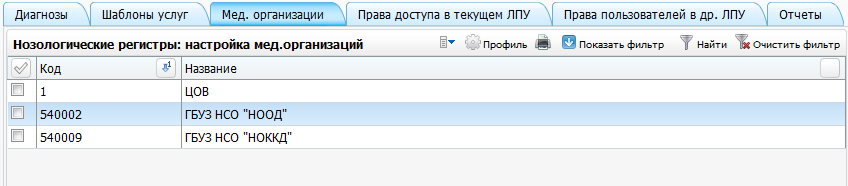 Диагнозы Шаблоны услуг Мед. организации Права доступа в текущем ЛПУ Права пользователей в др. ЛПУ Отчеты
Нозологические регистры: настройка мед.организаций Профиль Показать фильтр Найти Очистить фильтр
Код 1 Название
1 ЦОВ
540002 ГБУЗ НСО "НООД"
540009 ГБУЗ НСО "НОККД"